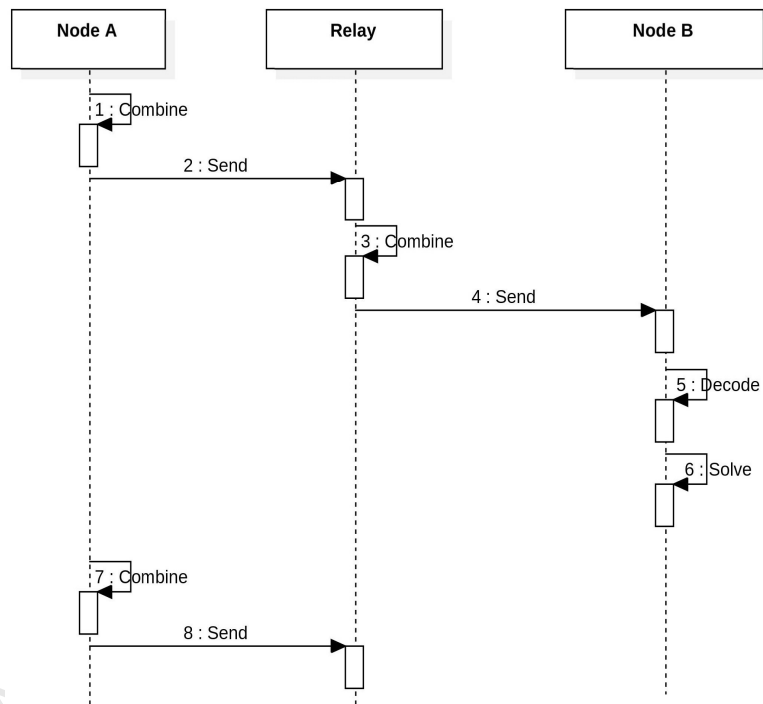 Node A
Relay
Node B
1 : Combine
2 : Send
3 : Combine
4 : Send
5 : Decode
6 : Solve
7 : Combine
8 : Send